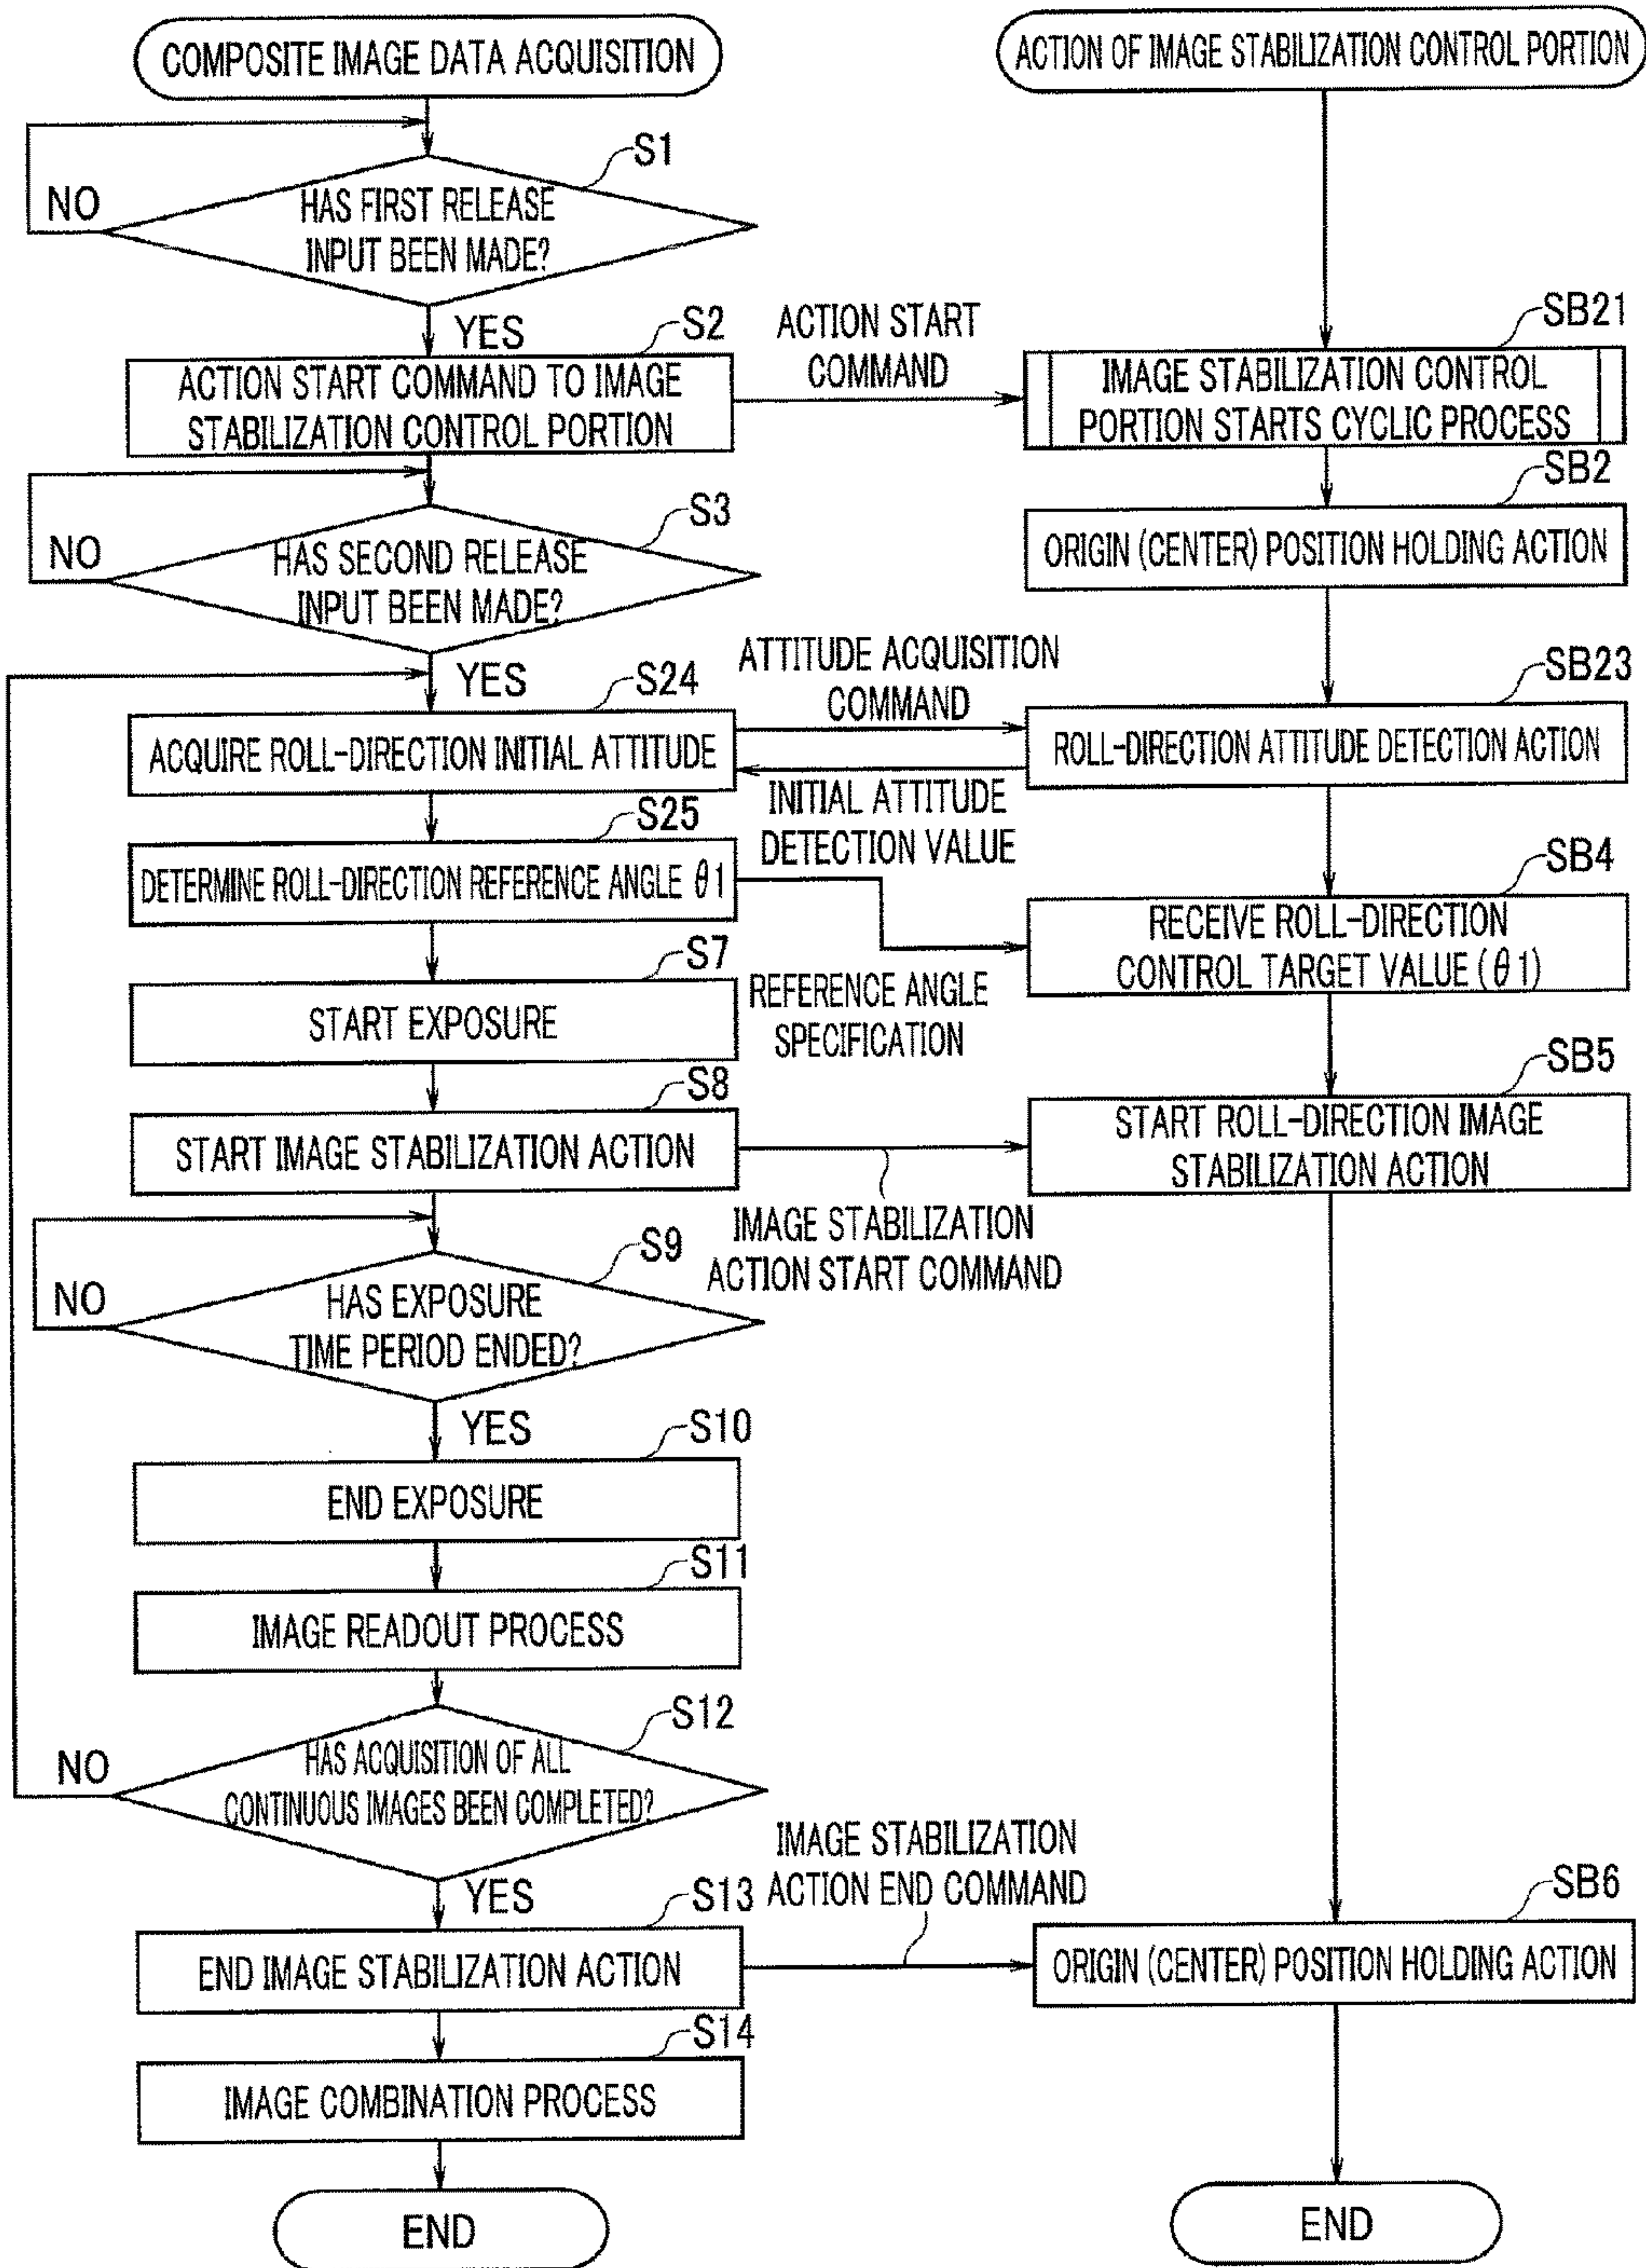 COMPOSITE IMAGE DATA ACQUISITION
ACTION OF IMAGE STABILIZATION CONTROL PORTION
S1
NO
HAS FIRST RELEASE
INPUT BEEN MADE?
YES
S2
ACTION START COMMAND TO IMAGE
STABILIZATION CONTROL PORTION
ACTION START
COMMAND
SB21
IMAGE STABILIZATION CONTROL
PORTION STARTS CYCLIC PROCESS
S3
NO
HAS SECOND RELEASE
INPUT BEEN MADE?
SB2
ORIGIN (CENTER) POSITION HOLDING ACTION
YES
S24
ACQUIRE ROLL-DIRECTION INITIAL ATTITUDE
ATTITUDE ACQUISITION
COMMAND
SB23
ROLL-DIRECTION ATTITUDE DETECTION ACTION
INITIAL ATTITUDE
DETECTION VALUE
S25
DETERMINE ROLL-DIRECTION REFERENCE ANGLE θ1
SB4
RECEIVE ROLL-DIRECTION
CONTROL TARGET VALUE (θ1)
REFERENCE ANGLE
SPECIFICATION
S7
START EXPOSURE
S8
START IMAGE STABILIZATION ACTION
SB5
START ROLL-DIRECTION IMAGE
STABILIZATION ACTION
IMAGE STABILIZATION
ACTION START COMMAND
S9
NO
HAS EXPOSURE
TIME PERIOD ENDED?
YES
S10
END EXPOSURE
S11
IMAGE READOUT PROCESS
S12
NO
HAS ACQUISITION OF ALL
CONTINUOUS IMAGES BEEN COMPLETED?
YES
S13
END IMAGE STABILIZATION ACTION
IMAGE STABILIZATION
ACTION END COMMAND
SB6
ORIGIN (CENTER) POSITION HOLDING ACTION
S14
IMAGE COMBINATION PROCESS
END
END